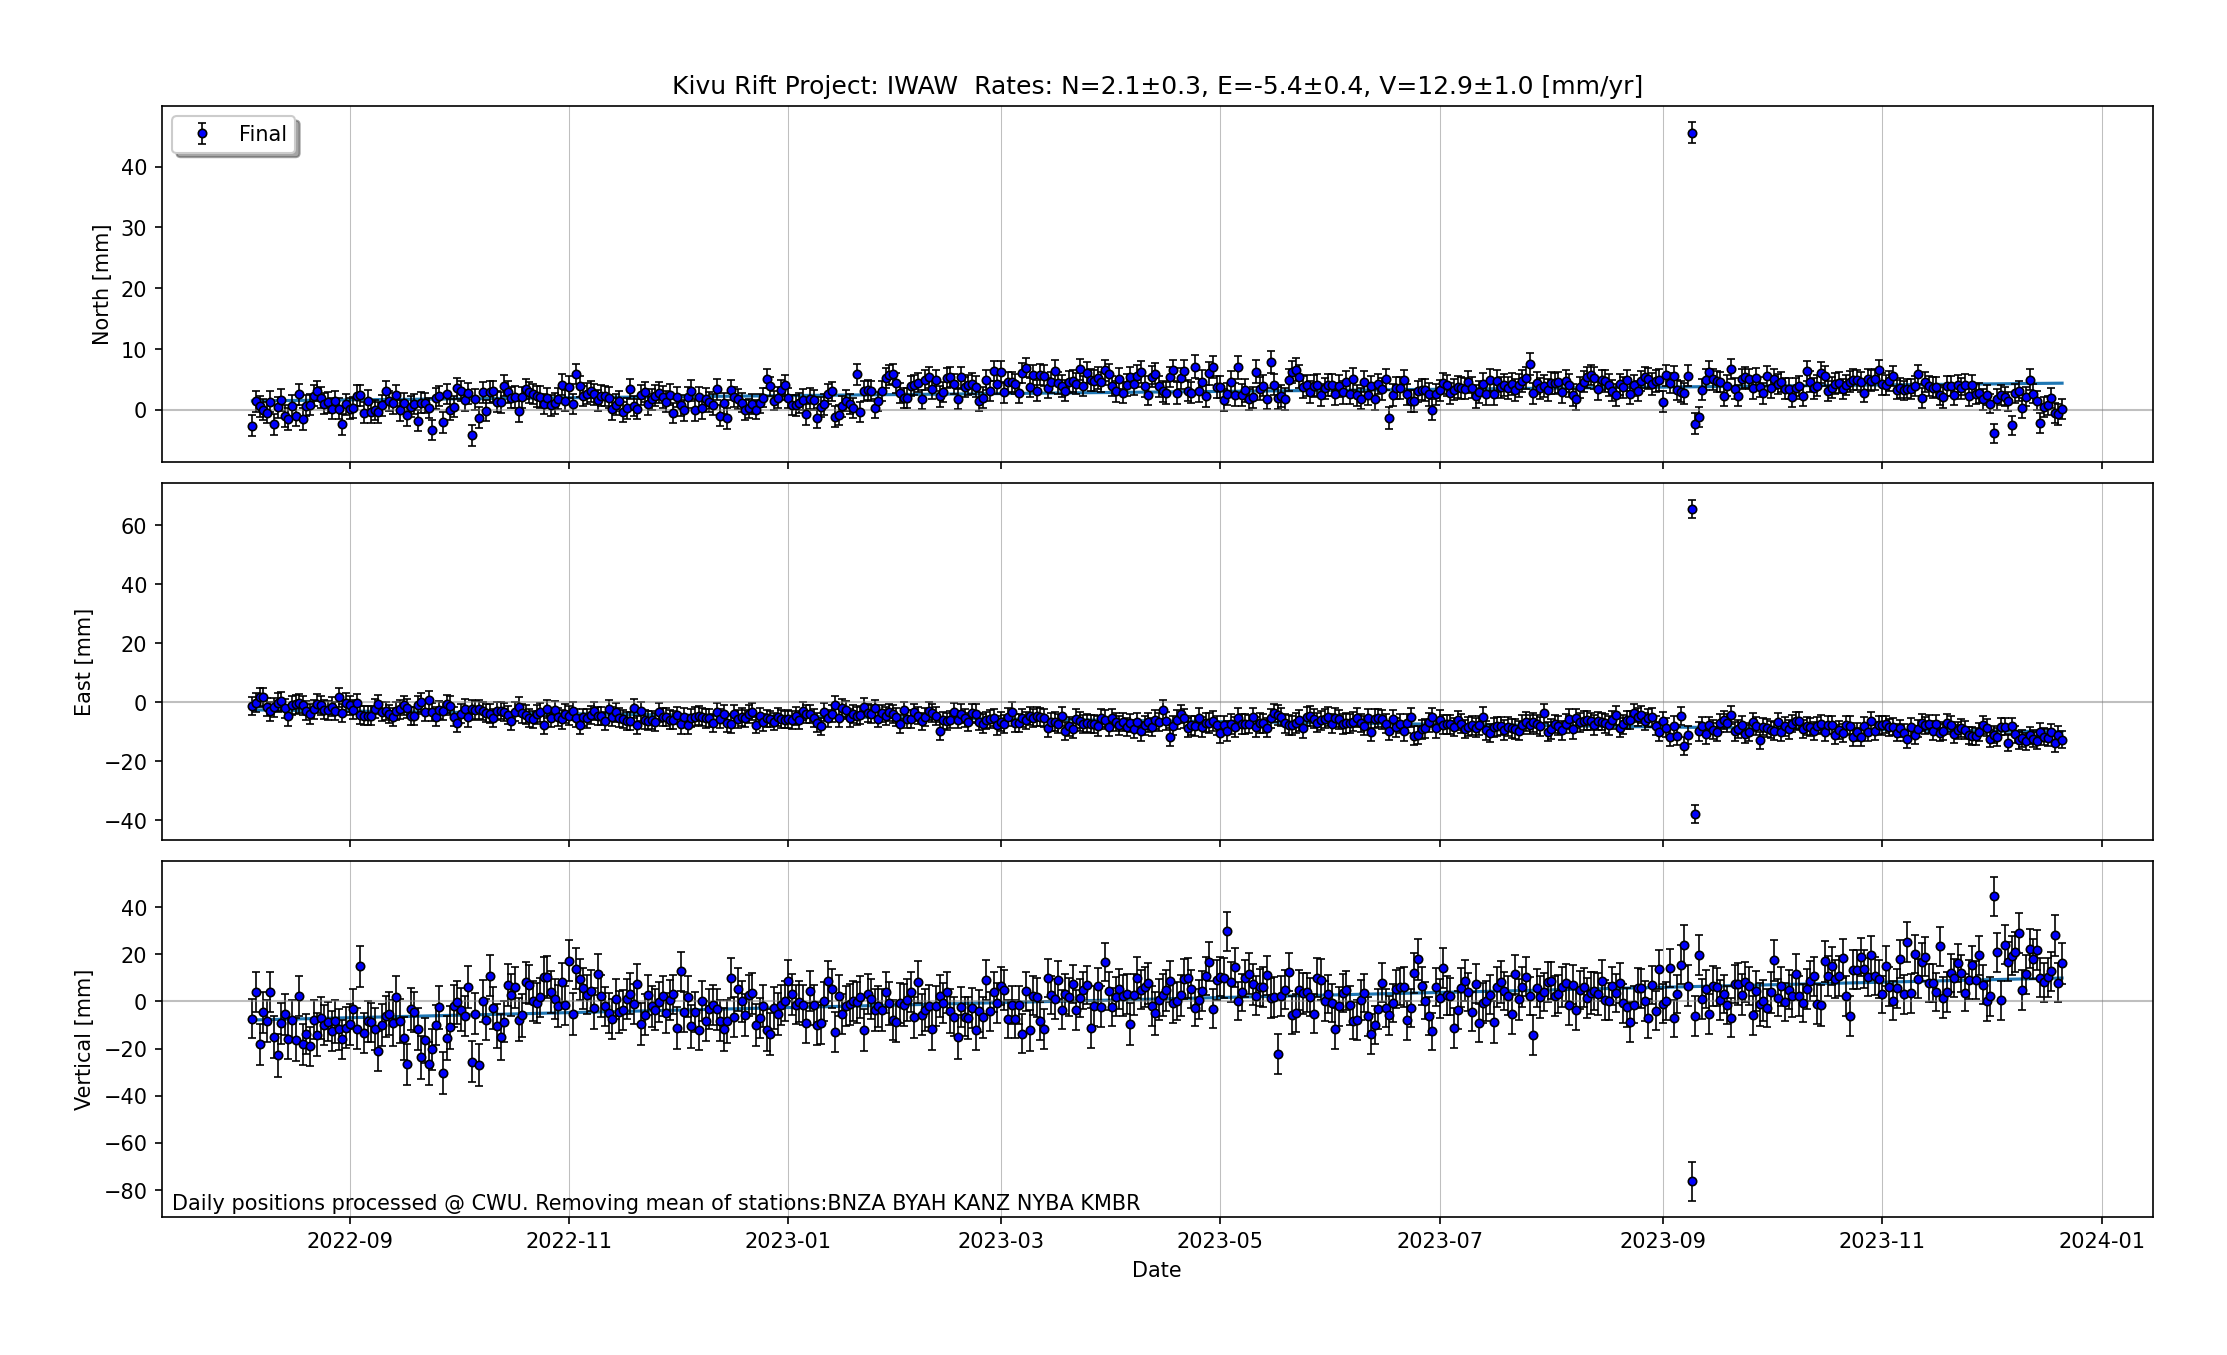 Kivu Rift Project: IWAW  Rates: N=2.1±0.3, E=-5.4±0.4, V=12.9±1.0 [mm/yr]
Final
North [mm]
40
30
20
10
0
East [mm]
60
40
20
0
−20
−40
Vertical [mm]
40
20
0
−20
−40
−60
−80
Daily positions processed @ CWU. Removing mean of stations:BNZA BYAH KANZ NYBA KMBR
2022-09 2022-11 2023-01 2023-03 2023-05 2023-07 2023-09 2023-11 2024-01
Date